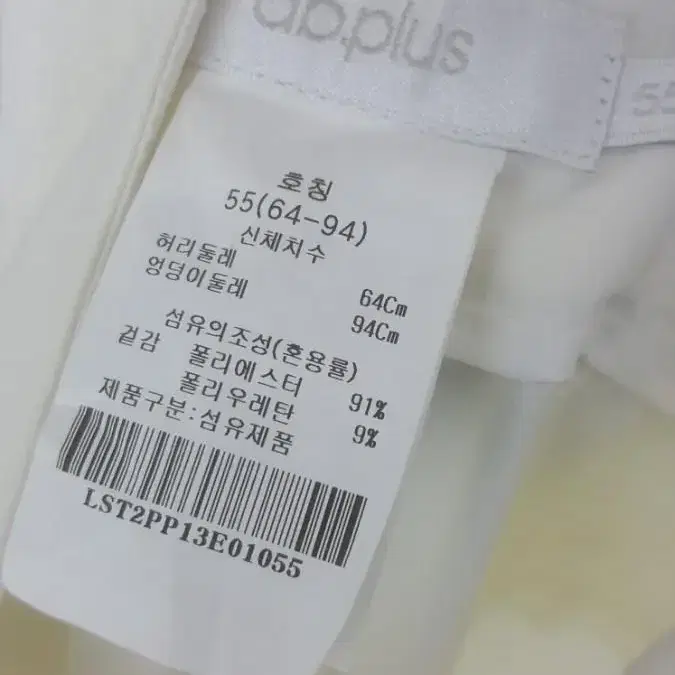 ab.plus
55
호칭
55(64-94)
신체치수
허리둘레 64Cm
엉덩이둘레 94Cm
섬유의조성(혼용률)
겉감 폴리에스터 91%
폴리우레탄 9%
제품구분:섬유제품
LST2PP13E01055